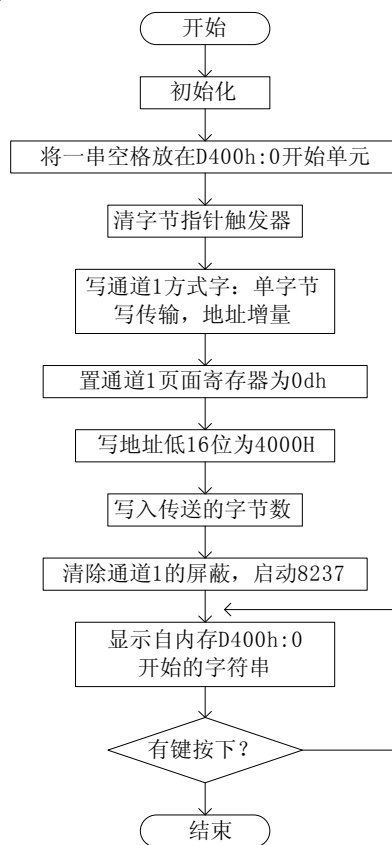 开始
初始化
将一串空格放在D400h:0开始单元
清字节指针触发器
写通道1方式字：单字节
写传输，地址增量
置通道1页面寄存器为0dh
写地址低16位为4000H
写入传送的字节数
清除通道1的屏蔽，启动8237
显示自内存D400h:0
开始的字符串
有键按下？
结束